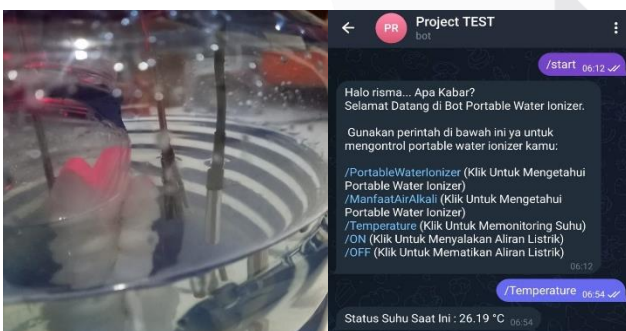 Project TEST
PR
bot
/start 06:12
Halo risma... Apa Kabar?
Selamat Datang di Bot Portable Water Ionizer.
Gunakan perintah di bawah ini ya untuk
mengontrol portable water ionizer kamu:
/PortableWaterIonizer (Klik Untuk Mengetahui
Portable Water Ionizer)
/ManfaatAirAlkali (Klik Untuk Mengetahui
Portable Water Ionizer)
/Temperature (Klik Untuk Memonitoring Suhu)
/ON (Klik Untuk Menyalakan Aliran Listrik)
/OFF (Klik Untuk Mematikan Aliran Listrik)
06:12
/Temperature 06:54
Status Suhu Saat Ini : 26.19 °C 06:54